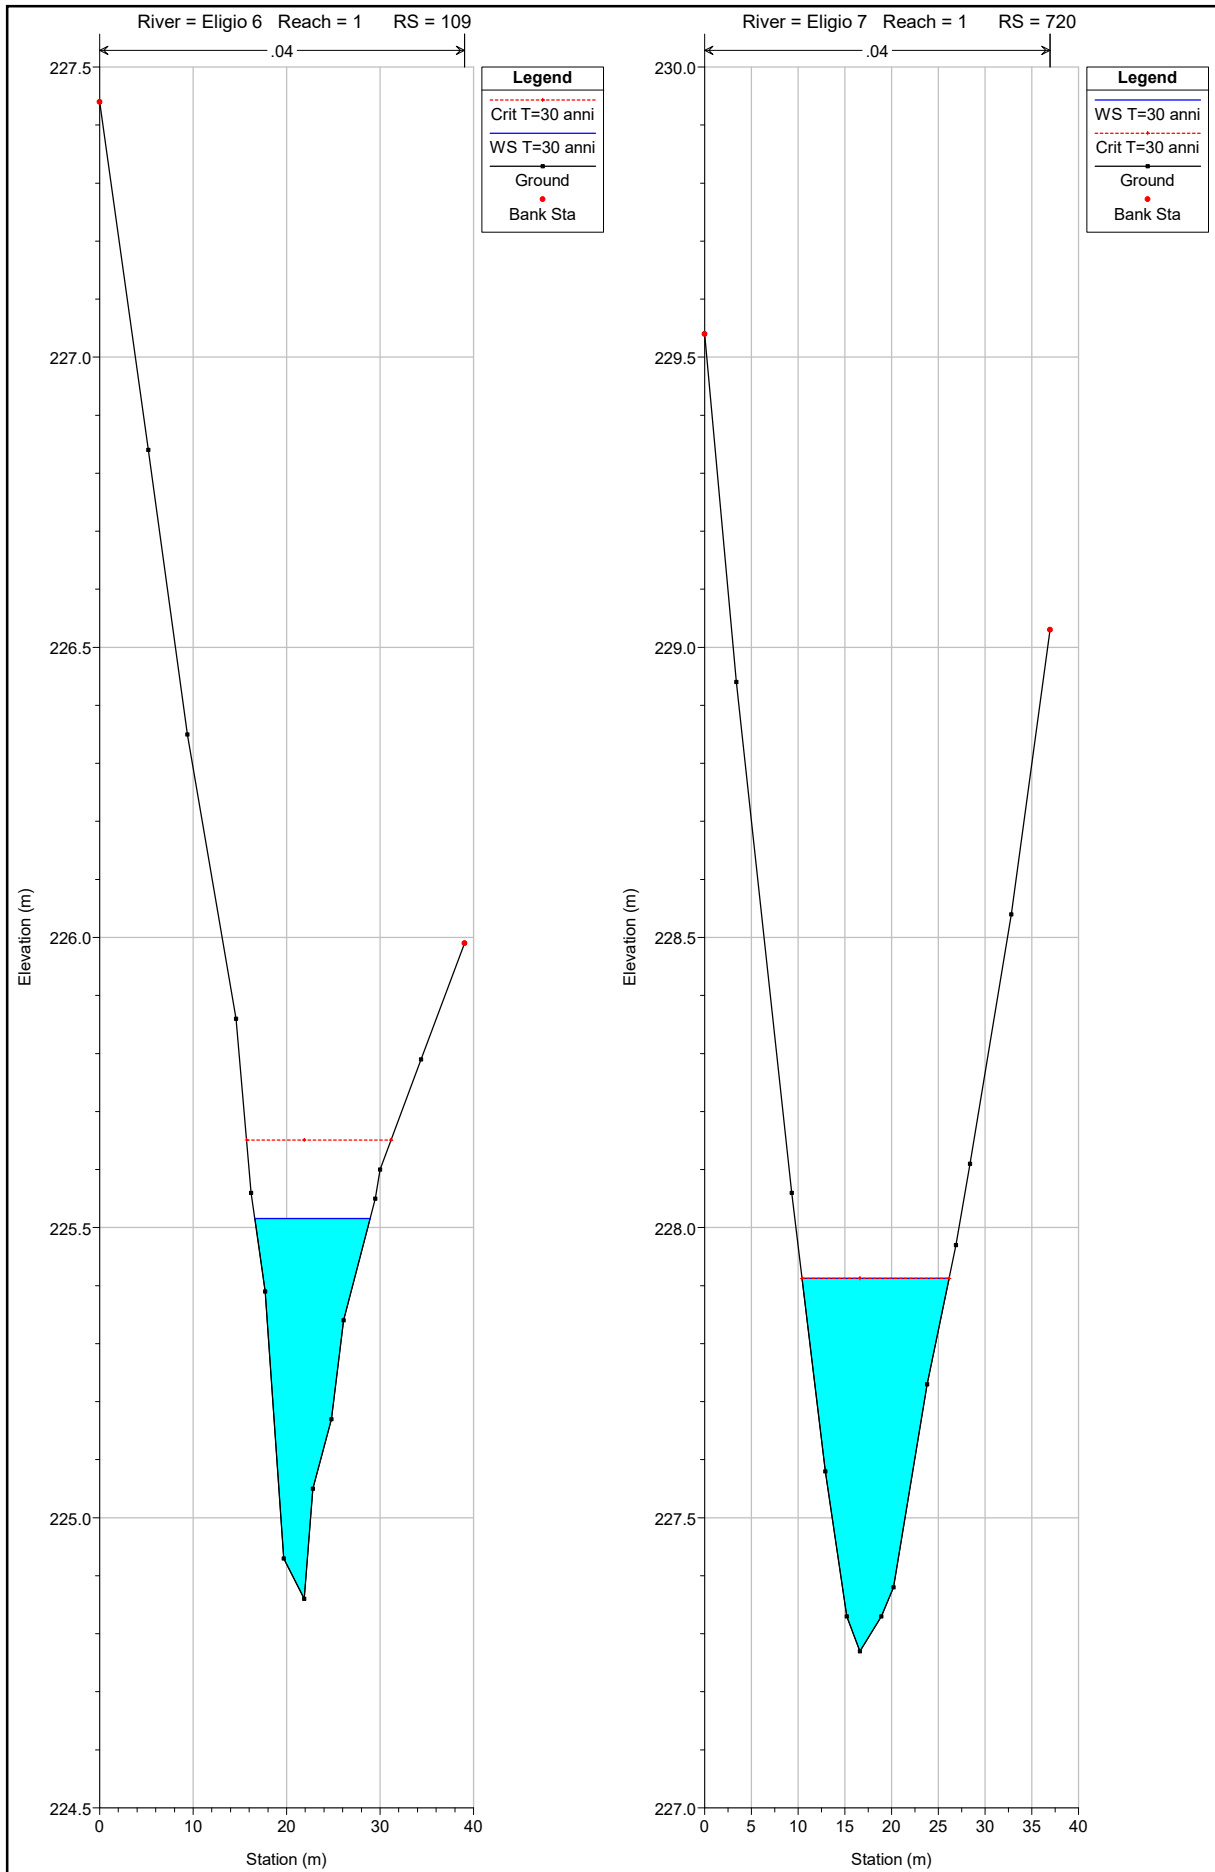 River = Eligio 6 Reach = 1 RS = 109
.04
227.5
227.0
226.5
226.0
225.5
225.0
224.5
Elevation (m)
0
10
20
30
40
Station (m)
Legend
Crit T=30 anni
WS T=30 anni
Ground
Bank Sta
River = Eligio 7 Reach = 1 RS = 720
.04
230.0
229.5
229.0
228.5
228.0
227.5
227.0
Elevation (m)
0
5
10
15
20
25
30
35
40
Station (m)
Legend
WS T=30 anni
Crit T=30 anni
Ground
Bank Sta